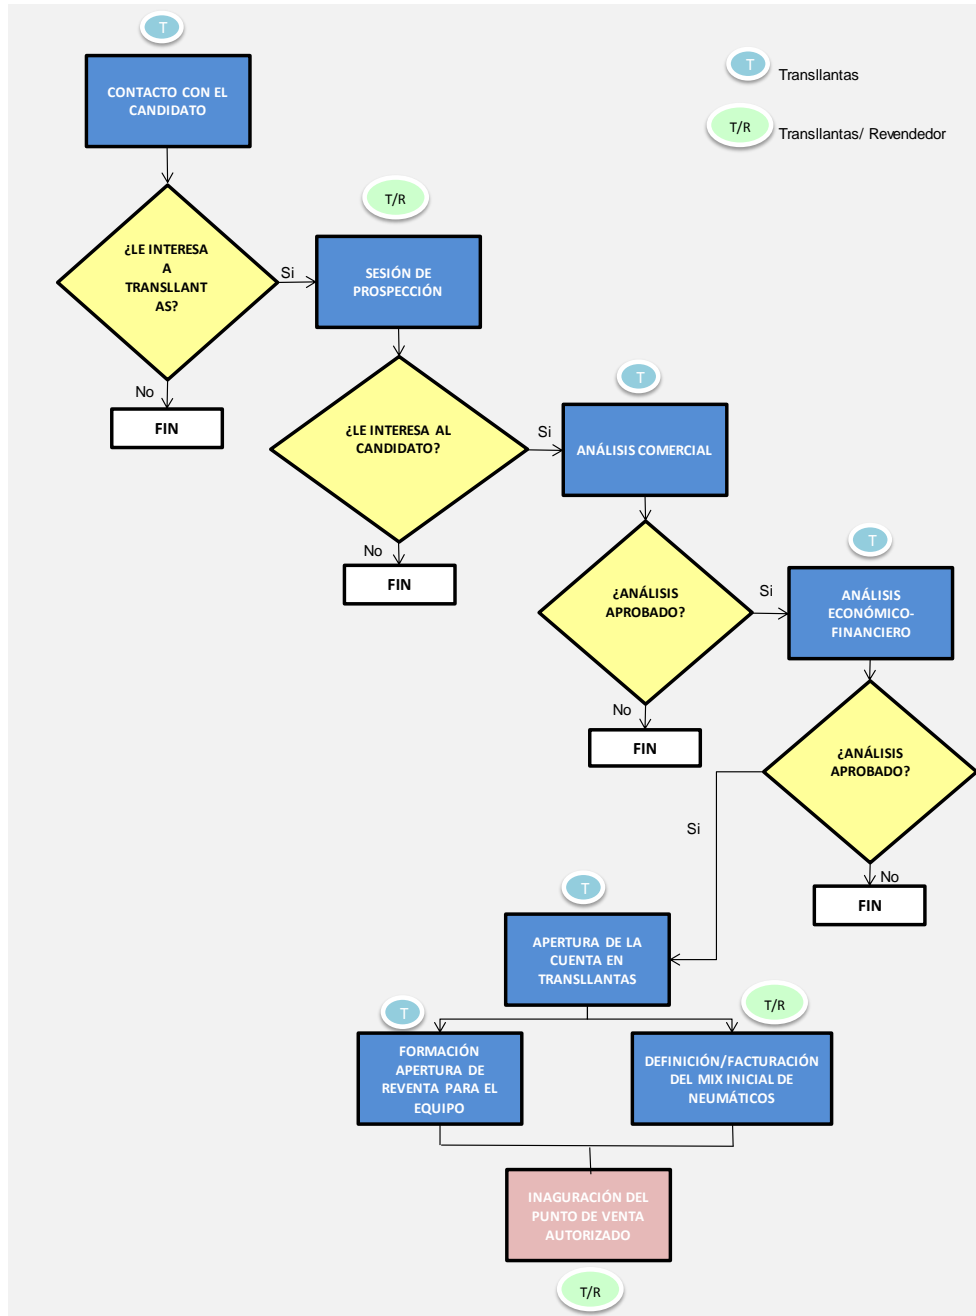 T
CONTACTO CON EL
CANDIDATO
T
Transllantas
T/R
Transllantas/ Revendedor
¿LE INTERESA
A
TRANSLLANT
AS?
Si
No
FIN
T/R
SESIÓN DE
PROSPECCIÓN
¿LE INTERESA AL
CANDIDATO?
Si
No
FIN
T
ANÁLISIS COMERCIAL
¿ANÁLISIS
APROBADO?
Si
No
FIN
T
ANÁLISIS
ECONÓMICO-
FINANCIERO
¿ANÁLISIS
APROBADO?
Si
No
FIN
T
APERTURA DE LA
CUENTA EN
TRANSLLANTAS
T
FORMACIÓN
APERTURA DE
REVENTA PARA EL
EQUIPO
T/R
DEFINICIÓN/FACTURACIÓN
DEL MIX INICIAL DE
NEUMÁTICOS
INAGURACIÓN DEL
PUNTO DE VENTA
AUTORIZADO
T/R